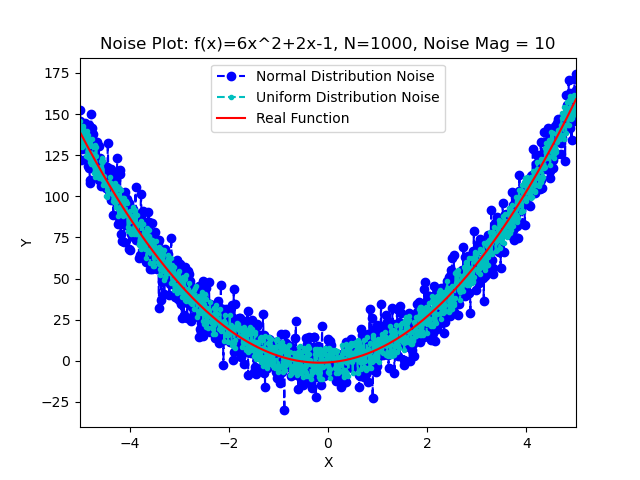 Noise Plot: f(x)=6x^2+2x-1, N=1000, Noise Mag = 10
Normal Distribution Noise
Uniform Distribution Noise
Real Function
175
150
125
100
75
50
25
0
−25
Y
−4
−2
0
2
4
X